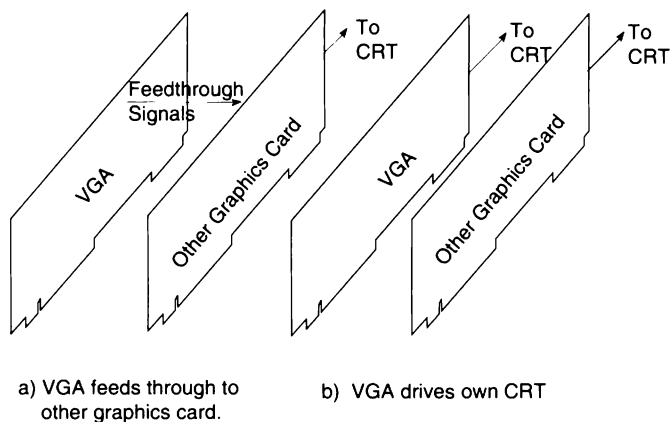 To
CRT
To
CRT
To
CRT
Feedthrough
Signals
VGA
Other Graphics Card
VGA
Other Graphics Card
a) VGA feeds through to
other graphics card.
b) VGA drives own CRT